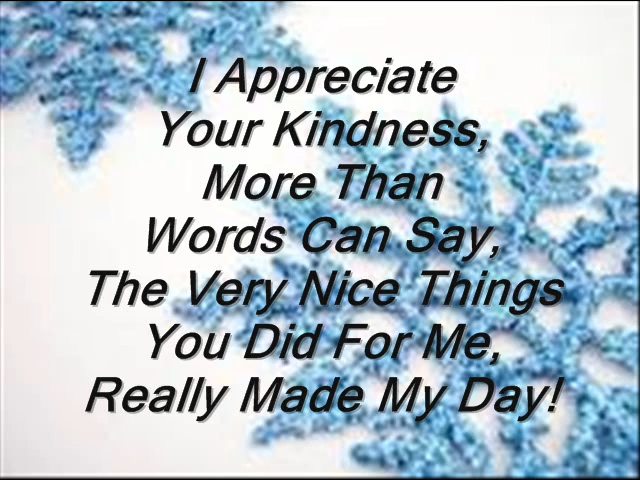 I Appreciate
Your Kindness,
More Than
Words Can Say,
The Very Nice Things
You Did For Me,
Really Made My Day!